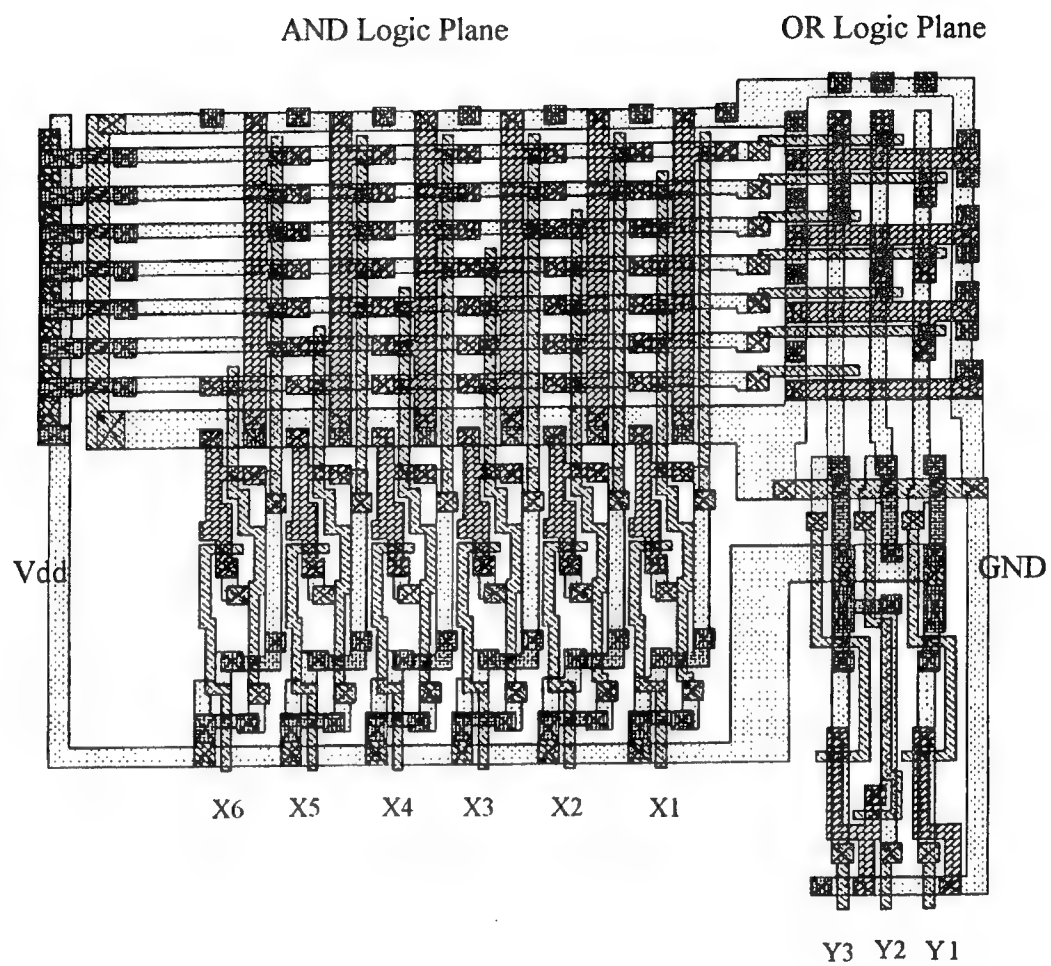 AND Logic Plane
OR Logic Plane
Vdd
GND
X6 X5 X4 X3 X2 X1
Y3 Y2 Y1